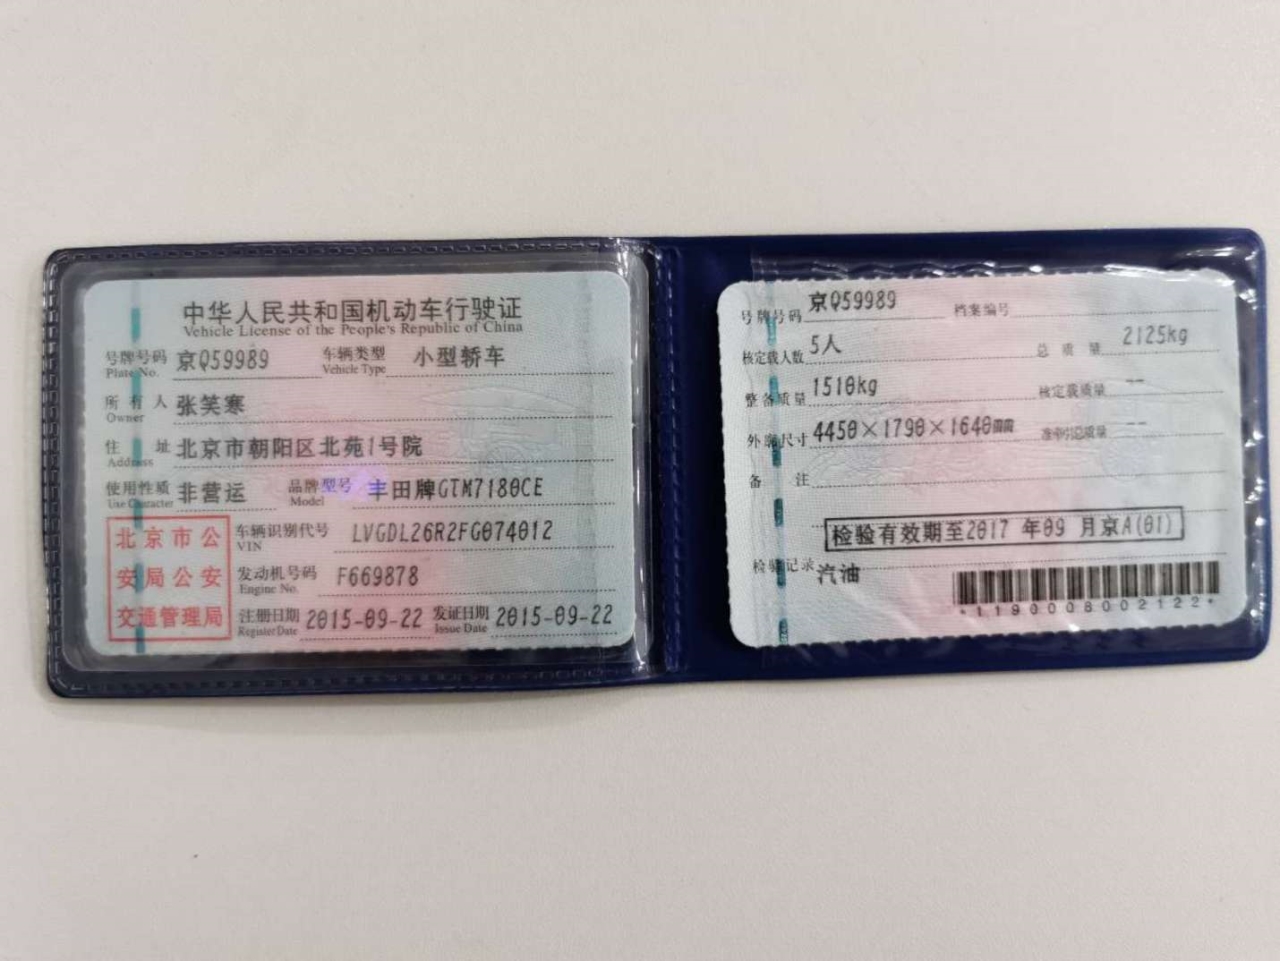 中华人民共和国机动车行驶证
Vehicle License of the People's Republic of China
号牌号码 京Q59989 车辆类型 小型轿车
Plate No. Vehicle Type
所有人 张笑寒
Owner
住址 北京市朝阳区北苑1号院
Address
使用性质 非营运 品牌型号 丰田牌GTM7180CE
Use Character Model
北京市公
安局公安
交通管理局
车辆识别代号 LVGDL26R2FG074012
VIN
发动机号码 F669878
Engine No.
注册日期 2015-09-22 发证日期 2015-09-22
Register Date Issue Date
号牌号码 京Q59989 档案编号
核定载人数 5人 总质量 2125kg
整备质量 1510kg 核定载质量 --
外廓尺寸 4450×1790×1640 准牵引总质量 --
备注
检验有效期至2017 年09 月京A(01)
检验记录 汽油
*1190008002122*